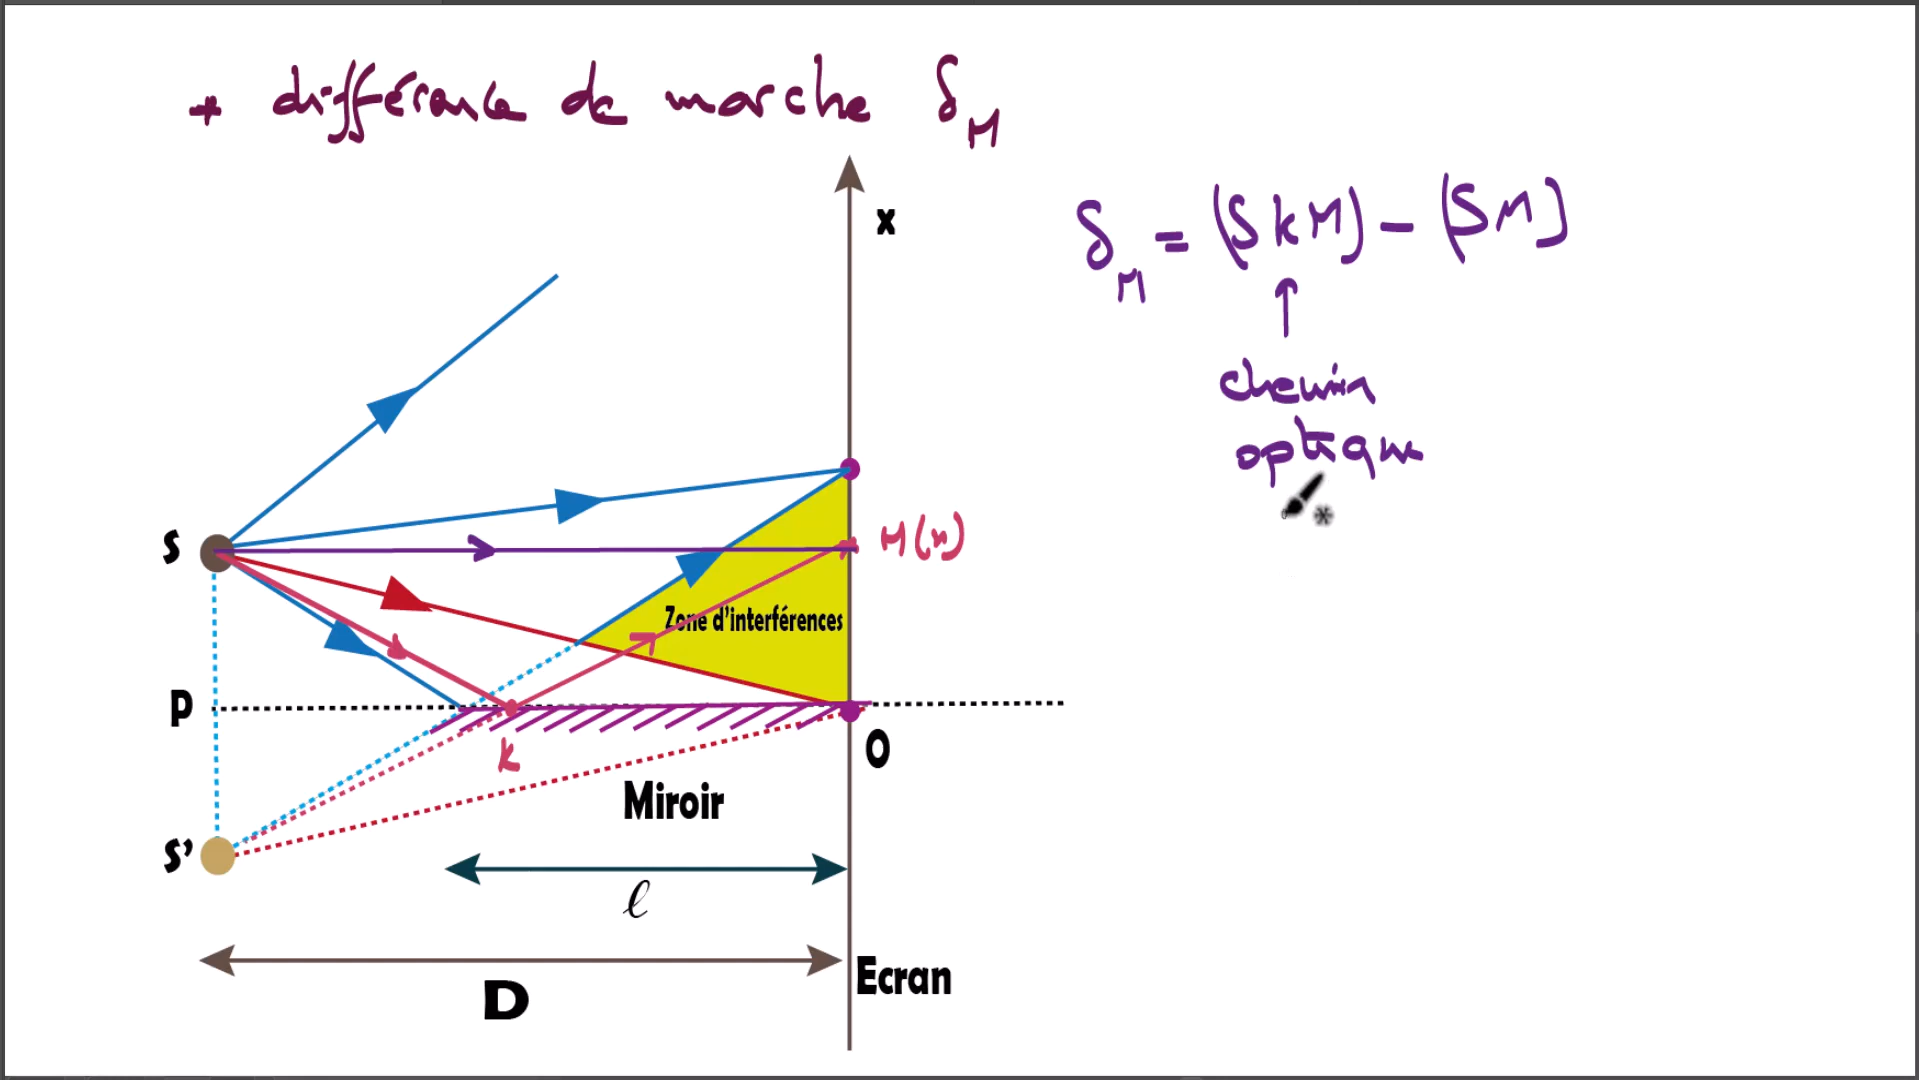 * différence de marche δM
x
δM = (SkM) - (SM)
↑
chemin
optique
S
M(x)
Zone d'interférences
P
k
O
Miroir
S'
ℓ
Ecran
D